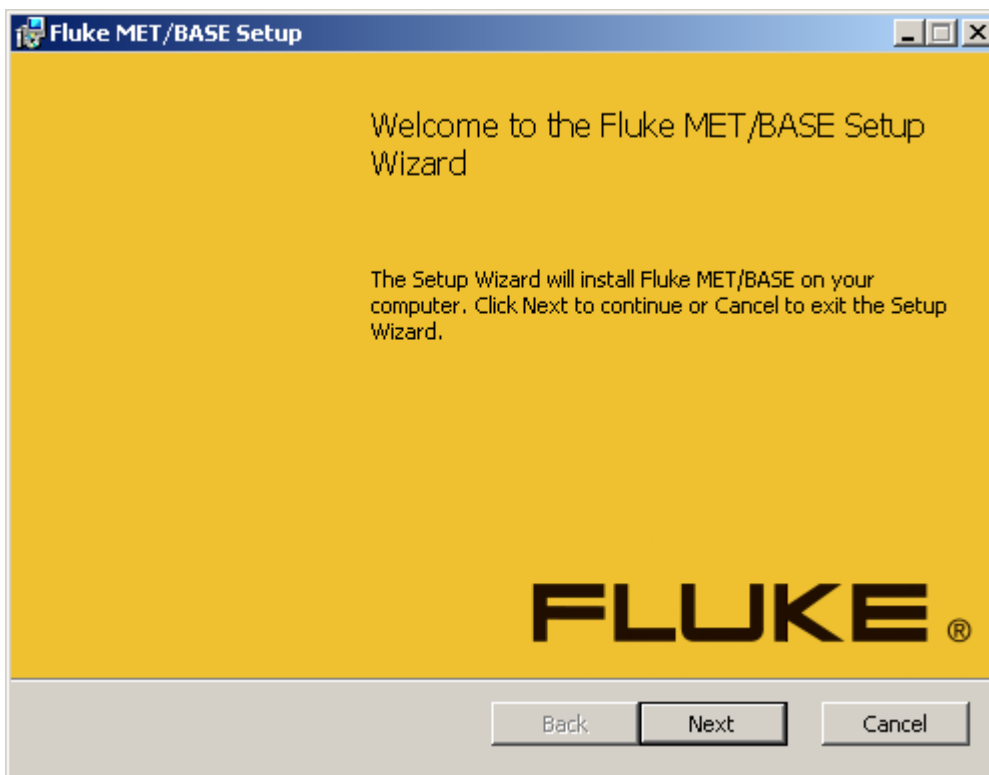 Fluke MET/BASE Setup
Welcome to the Fluke MET/BASE Setup
Wizard
The Setup Wizard will install Fluke MET/BASE on your
computer. Click Next to continue or Cancel to exit the Setup
Wizard.
FLUKE ®
Back Next Cancel